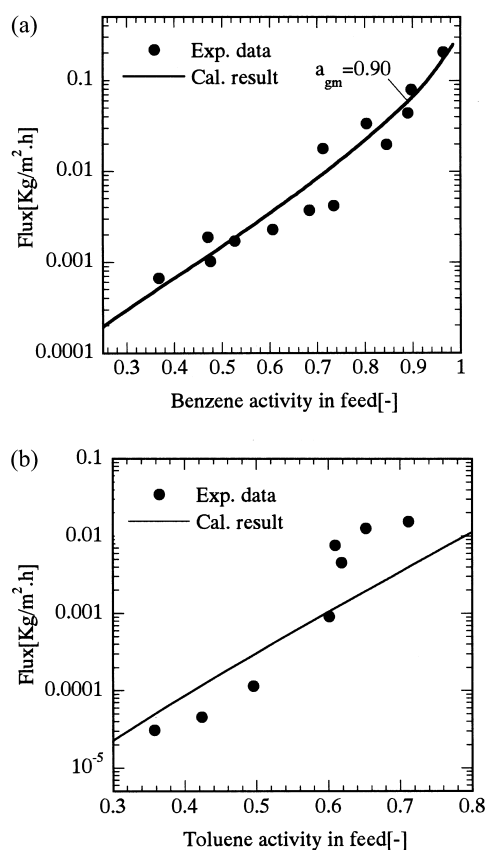 (a)
Exp. data
Cal. result
a_gm=0.90
0.1
0.01
0.001
0.0001
Flux[Kg/m².h]
0.3 0.4 0.5 0.6 0.7 0.8 0.9 1
Benzene activity in feed[-]
(b)
Exp. data
Cal. result
0.1
0.01
0.001
0.0001
10⁻⁵
Flux[Kg/m².h]
0.3 0.4 0.5 0.6 0.7 0.8
Toluene activity in feed[-]